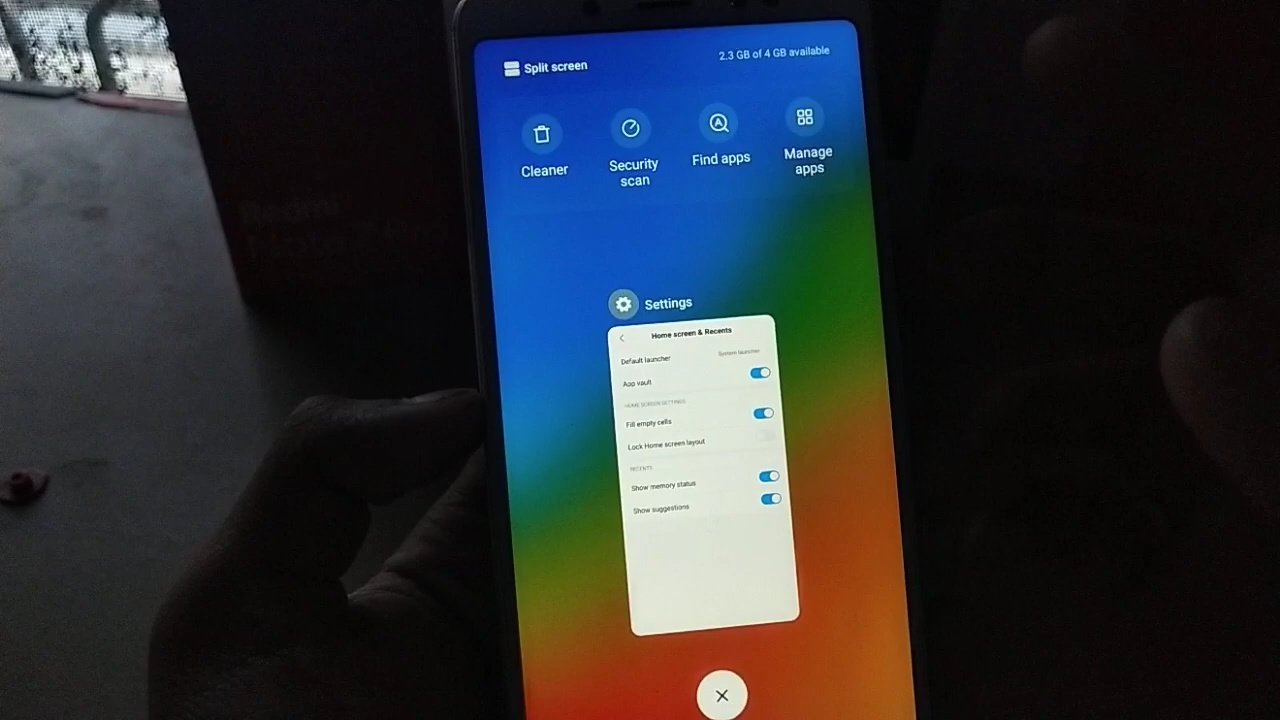 Split screen
2.3 GB of 4 GB available
Cleaner
Security
scan
Find apps
Manage
apps
Settings
Home screen & Recents
Default launcher
System launcher
App vault
HOME SCREEN SETTINGS
Fill empty cells
Lock Home screen layout
RECENTS
Show memory status
Show suggestions
Redmi